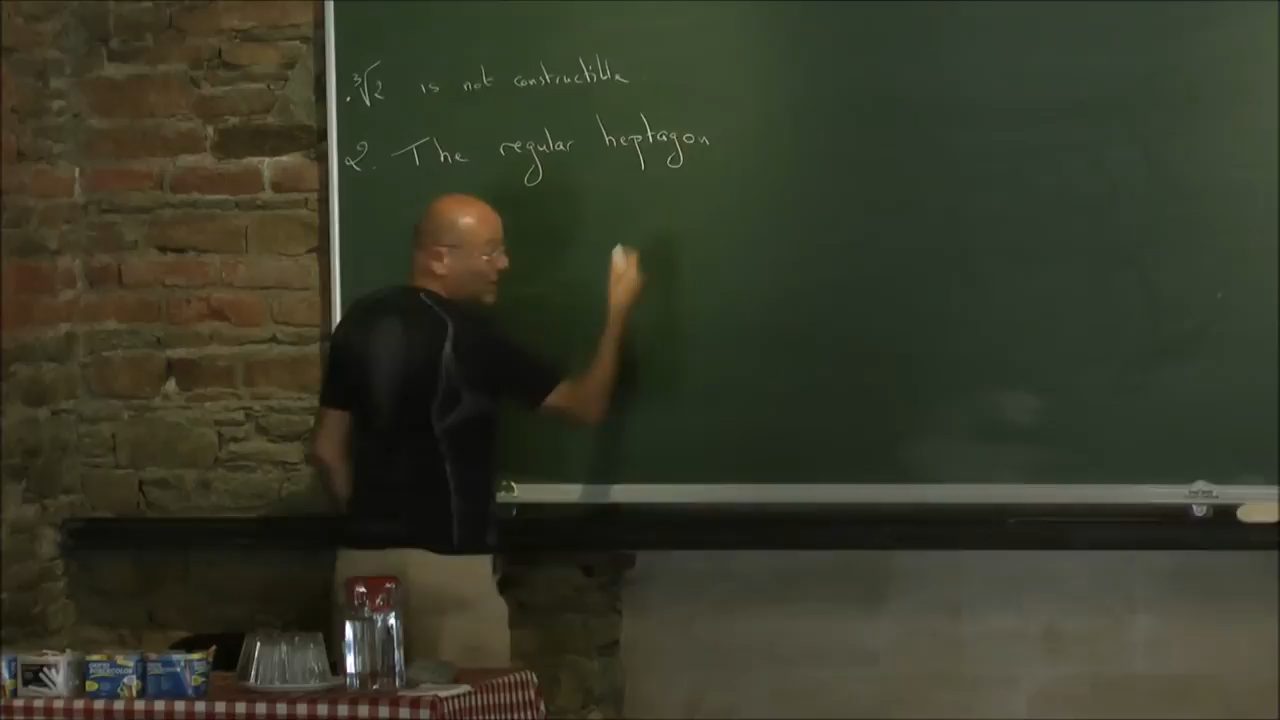 . ∛2 is not constructible
2. The regular heptagon